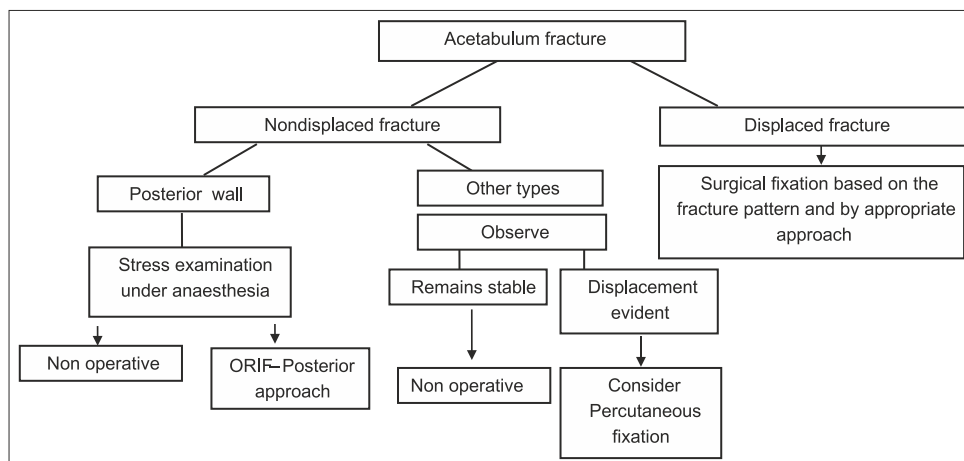 Acetabulum fracture
Nondisplaced fracture
Displaced fracture
Posterior wall
Other types
Surgical fixation based on the
fracture pattern and by appropriate
approach
Observe
Stress examination
under anaesthesia
Remains stable
Displacement
evident
Non operative
ORIF–Posterior
approach
Non operative
Consider
Percutaneous
fixation